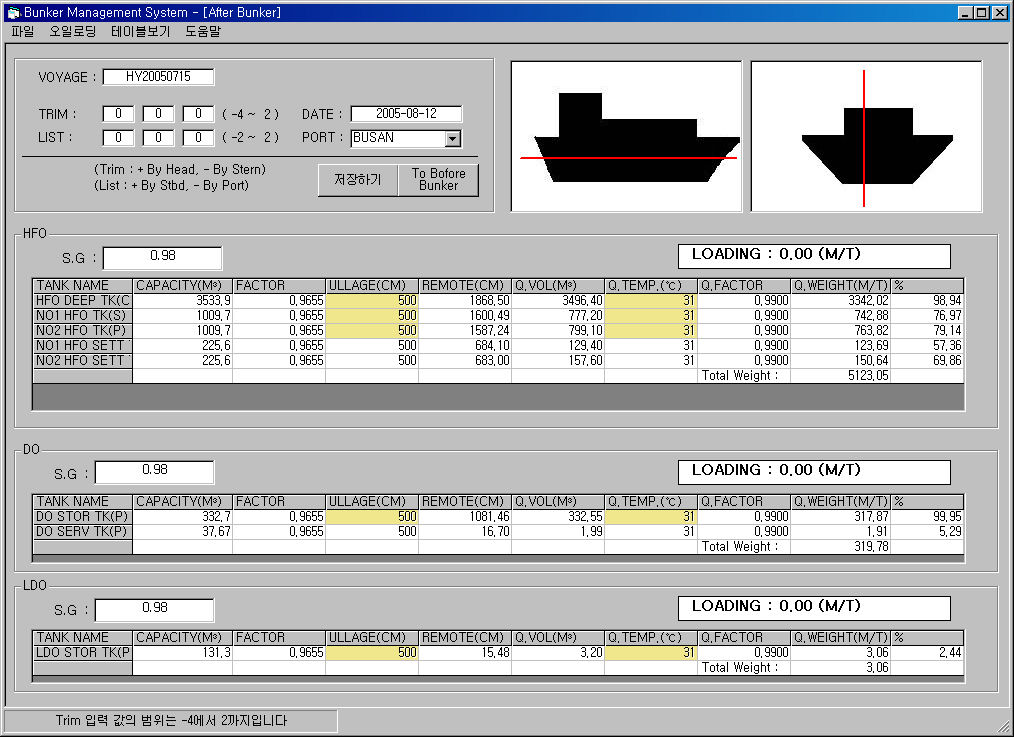 Bunker Management System - [After Bunker]
파일 오일로딩 테이블보기 도움말
VOYAGE : HY20050715
TRIM : 0 0 0 ( -4 ~ 2 ) DATE : 2005-08-12
LIST : 0 0 0 ( -2 ~ 2 ) PORT : BUSAN
(Trim : + By Head, - By Stern)
(List : + By Stbd, - By Port)
저장하기 To Bofore Bunker
HFO
S.G : 0.98 LOADING : 0.00 (M/T)
TANK NAME CAPACITY(M³) FACTOR ULLAGE(CM) REMOTE(CM) Q.VOL(M³) Q.TEMP.(℃) Q.FACTOR Q.WEIGHT(M/T) %
HFO DEEP TK(C 3533.9 0.9655 500 1868.50 3496.40 31 0.9900 3342.02 98.94
NO1 HFO TK(S) 1009.7 0.9655 500 1600.49 777.20 31 0.9900 742.88 76.97
NO2 HFO TK(P) 1009.7 0.9655 500 1587.24 799.10 31 0.9900 763.82 79.14
NO1 HFO SETT 225.6 0.9655 500 684.10 129.40 31 0.9900 123.69 57.36
NO2 HFO SETT 225.6 0.9655 500 683.00 157.60 31 0.9900 150.64 69.86
Total Weight : 5123.05
DO
S.G : 0.98 LOADING : 0.00 (M/T)
TANK NAME CAPACITY(M³) FACTOR ULLAGE(CM) REMOTE(CM) Q.VOL(M³) Q.TEMP.(℃) Q.FACTOR Q.WEIGHT(M/T) %
DO STOR TK(P) 332.7 0.9655 500 1081.46 332.55 31 0.9900 317.87 99.95
DO SERV TK(P) 37.67 0.9655 500 16.70 1.99 31 0.9900 1.91 5.29
Total Weight : 319.78
LDO
S.G : 0.98 LOADING : 0.00 (M/T)
TANK NAME CAPACITY(M³) FACTOR ULLAGE(CM) REMOTE(CM) Q.VOL(M³) Q.TEMP.(℃) Q.FACTOR Q.WEIGHT(M/T) %
LDO STOR TK(P 131.3 0.9655 500 15.48 3.20 31 0.9900 3.06 2.44
Total Weight : 3.06
Trim 입력 값의 범위는 -4에서 2까지입니다